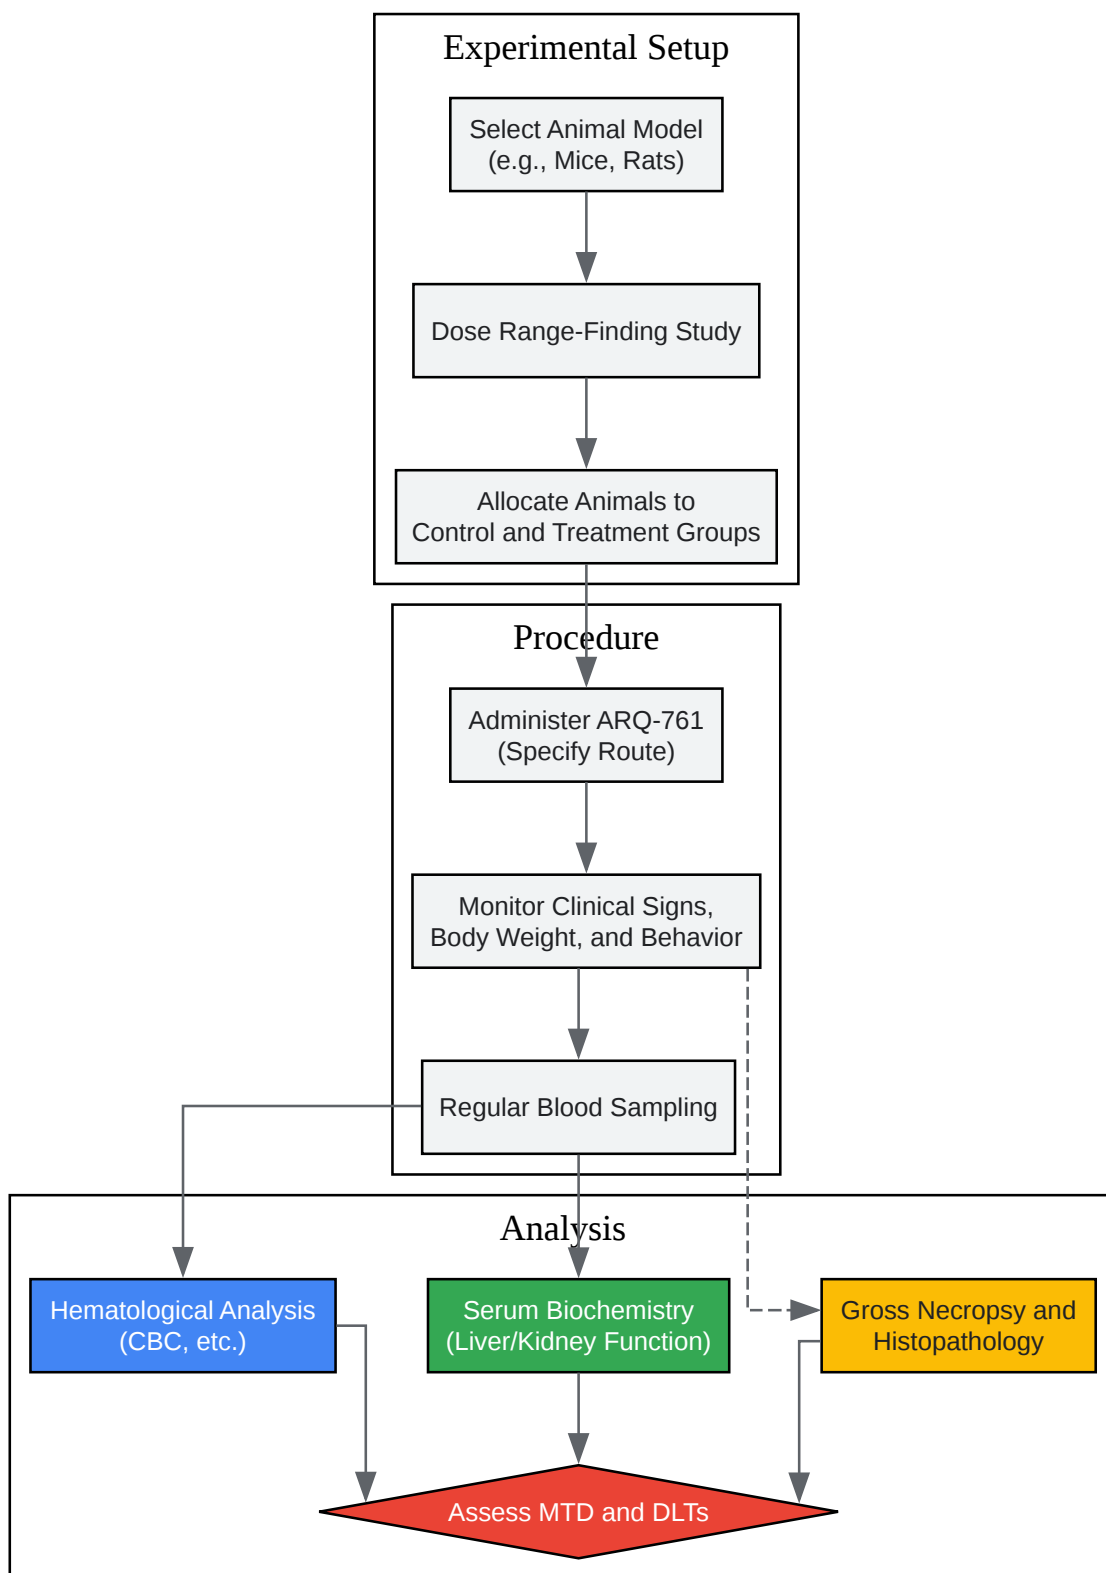 Experimental Setup
Select Animal Model
(e.g., Mice, Rats)
Dose Range-Finding Study
Allocate Animals to
Control and Treatment Groups
Procedure
Administer ARQ-761
(Specify Route)
Monitor Clinical Signs,
Body Weight, and Behavior
Regular Blood Sampling
Analysis
Hematological Analysis
(CBC, etc.)
Serum Biochemistry
(Liver/Kidney Function)
Gross Necropsy and
Histopathology
Assess MTD and DLTs